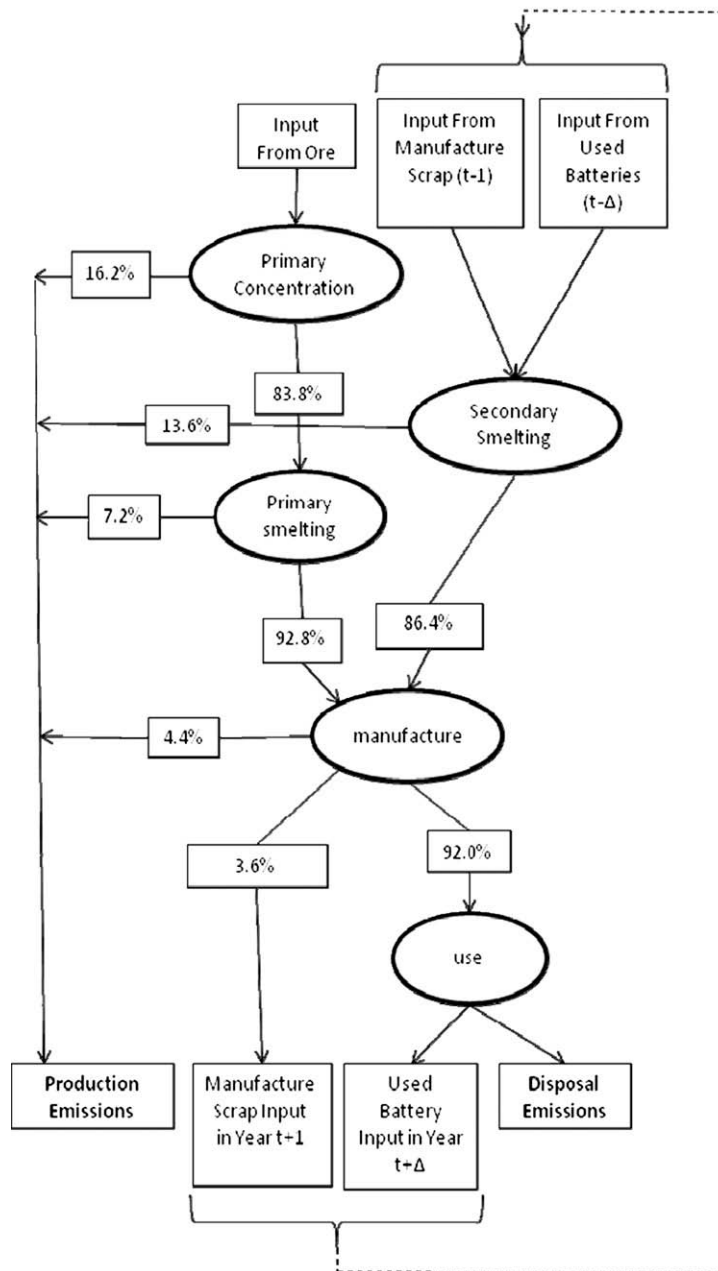 Input
From Ore
Input From
Manufacture
Scrap (t-1)
Input From
Used
Batteries
(t-Δ)
Primary
Concentration
16.2%
83.8%
Secondary
Smelting
13.6%
Primary
smelting
7.2%
92.8%
86.4%
manufacture
4.4%
3.6%
92.0%
use
Production
Emissions
Manufacture
Scrap Input
in Year t+1
Used
Battery
Input in Year
t+Δ
Disposal
Emissions